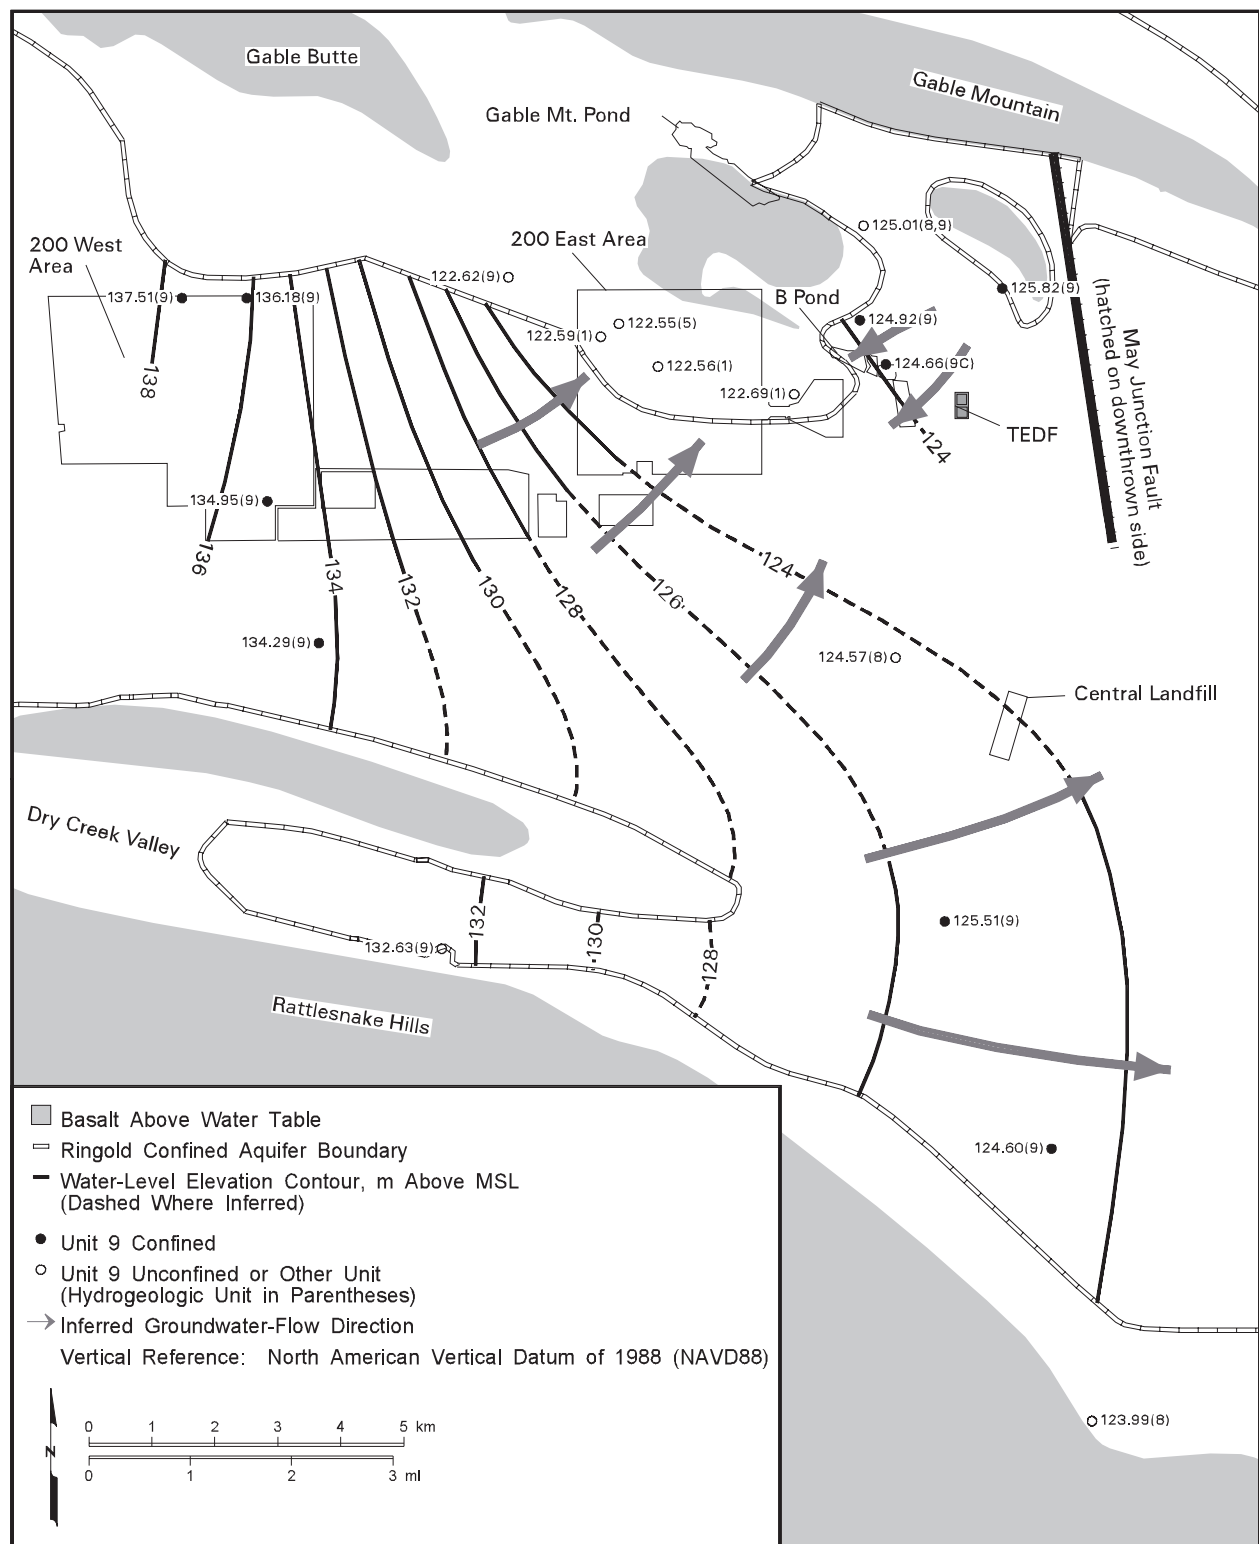 Gable Butte
Gable Mountain
Gable Mt. Pond
200 West
Area
200 East Area
B Pond
125.01(8,9)
122.62(9)
137.51(9)
136.18(9)
125.82(9)
122.55(5)
124.92(9)
122.59(1)
122.56(1)
124.66(9C)
122.69(1)
May Junction Fault
(hatched on downthrown side)
138
TEDF
124
134.95(9)
136
134
132
130
128
126
124
134.29(9)
124.57(8)
Central Landfill
Dry Creek Valley
132
130
128
132.63(9)
125.51(9)
Rattlesnake Hills
124.60(9)
Basalt Above Water Table
Ringold Confined Aquifer Boundary
Water-Level Elevation Contour, m Above MSL
(Dashed Where Inferred)
Unit 9 Confined
Unit 9 Unconfined or Other Unit
(Hydrogeologic Unit in Parentheses)
Inferred Groundwater-Flow Direction
Vertical Reference: North American Vertical Datum of 1988 (NAVD88)
123.99(8)
N
0 1 2 3 4 5 km
0 1 2 3 mi